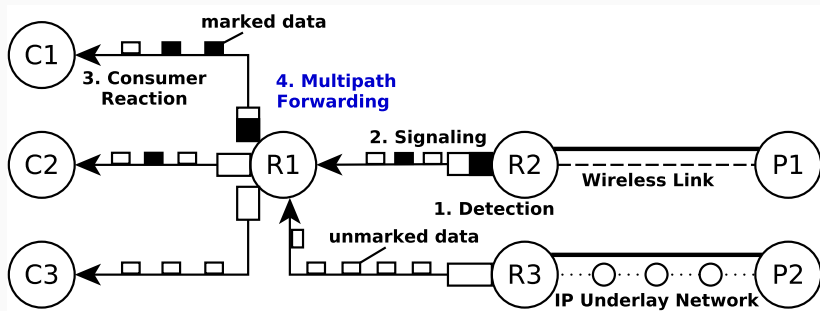 marked data
C1
3. Consumer
Reaction
4. Multipath
Forwarding
2. Signaling
C2
R1
R2
P1
Wireless Link
1. Detection
unmarked data
C3
R3
P2
IP Underlay Network